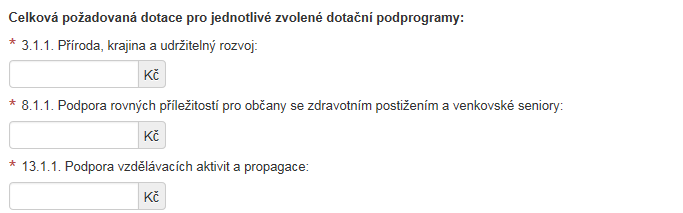 Celková požadovaná dotace pro jednotlivé zvolené dotační podprogramy:
* 3.1.1. Příroda, krajina a udržitelný rozvoj:
Kč
* 8.1.1. Podpora rovných příležitostí pro občany se zdravotním postižením a venkovské seniory:
Kč
* 13.1.1. Podpora vzdělávacích aktivit a propagace:
Kč